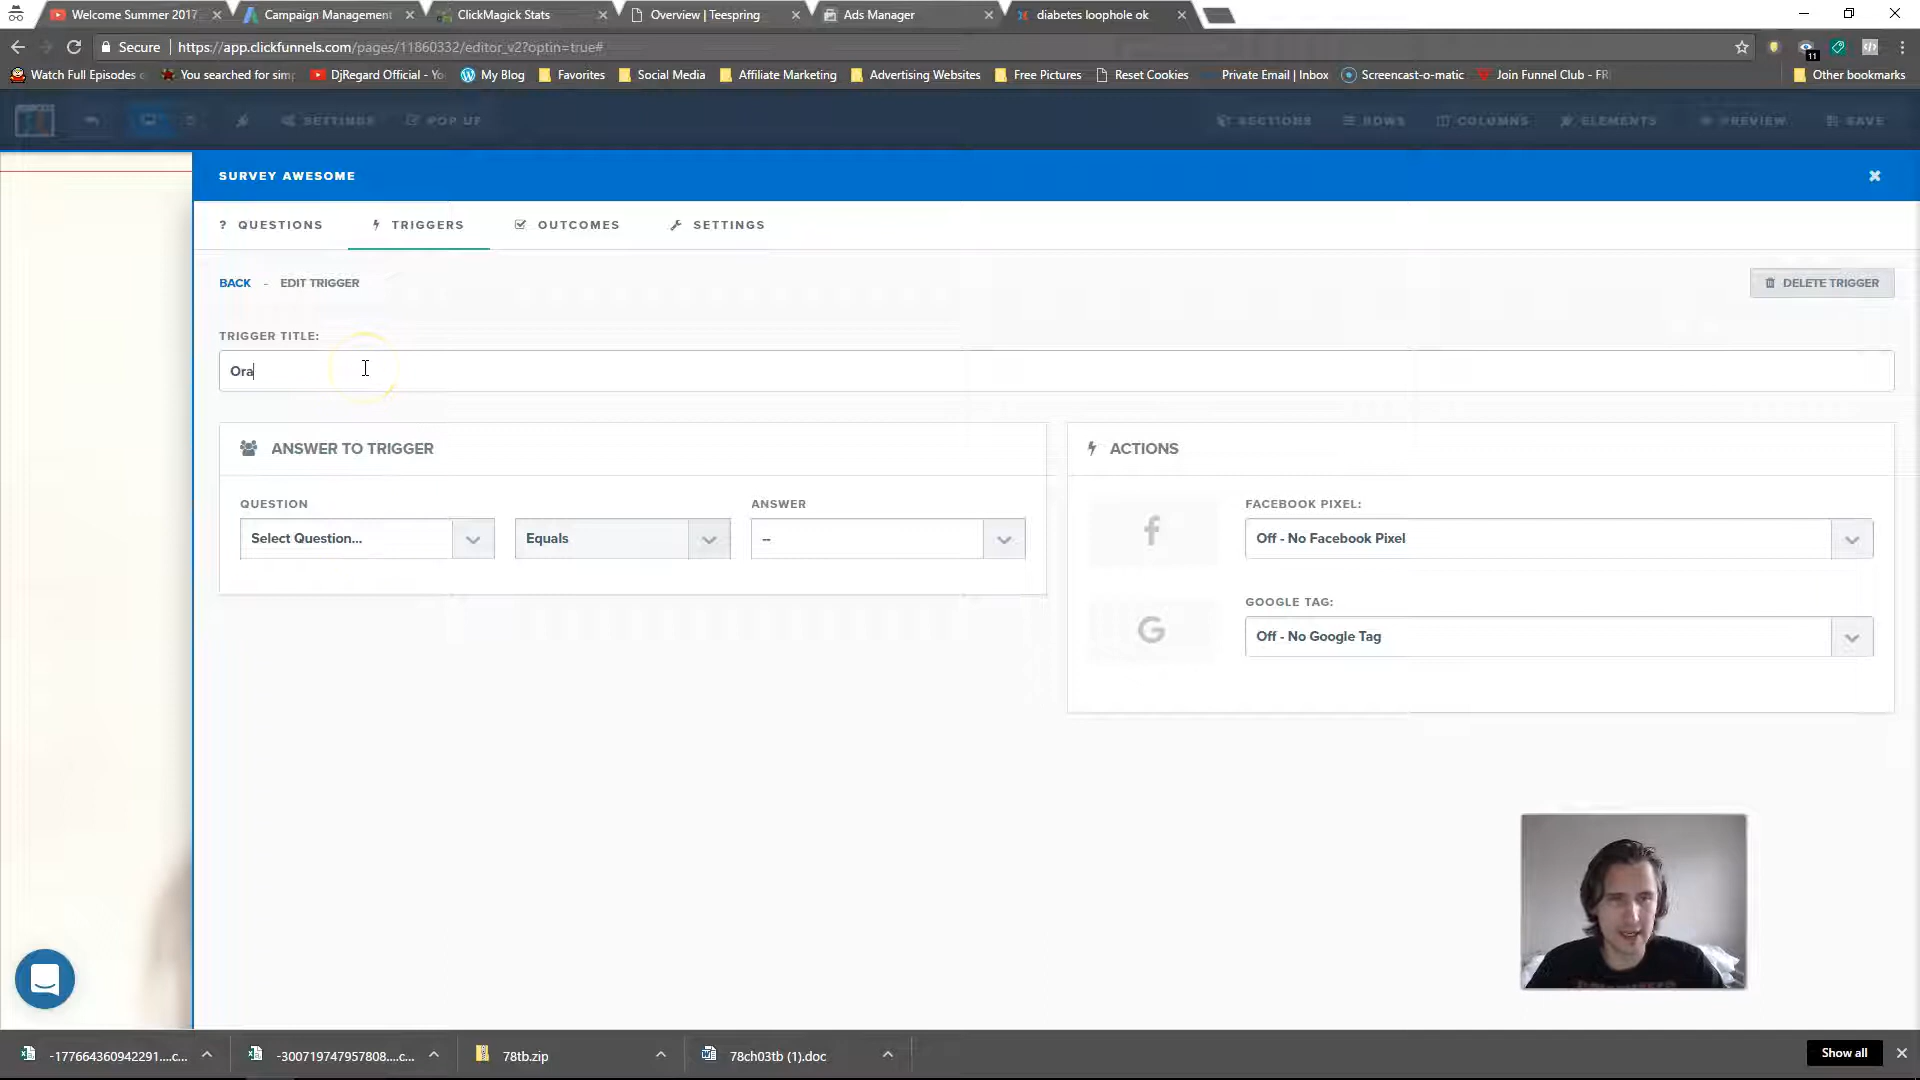 Welcome Summer 2017
Campaign Management
ClickMagick Stats
Overview | Teespring
Ads Manager
diabetes loophole ok
Secure
https://app.clickfunnels.com/pages/11860332/editor_v2?optin=true#
11
Watch Full Episodes
You searched for sim
DjRegard Official - Yo
My Blog
Favorites
Social Media
Affiliate Marketing
Advertising Websites
Free Pictures
Reset Cookies
Private Email | Inbox
Screencast-o-matic
Join Funnel Club - FR
Other bookmarks
SETTINGS
POP UP
SECTIONS
ROWS
COLUMNS
ELEMENTS
PREVIEW
SAVE
SURVEY AWESOME
? QUESTIONS
TRIGGERS
OUTCOMES
SETTINGS
BACK - EDIT TRIGGER
DELETE TRIGGER
TRIGGER TITLE:
Ora
ANSWER TO TRIGGER
ACTIONS
QUESTION
ANSWER
FACEBOOK PIXEL:
Select Question...
Equals
--
Off - No Facebook Pixel
GOOGLE TAG:
Off - No Google Tag
-177664360942291....c...
-300719747957808....c...
78tb.zip
78ch03tb (1).doc
Show all